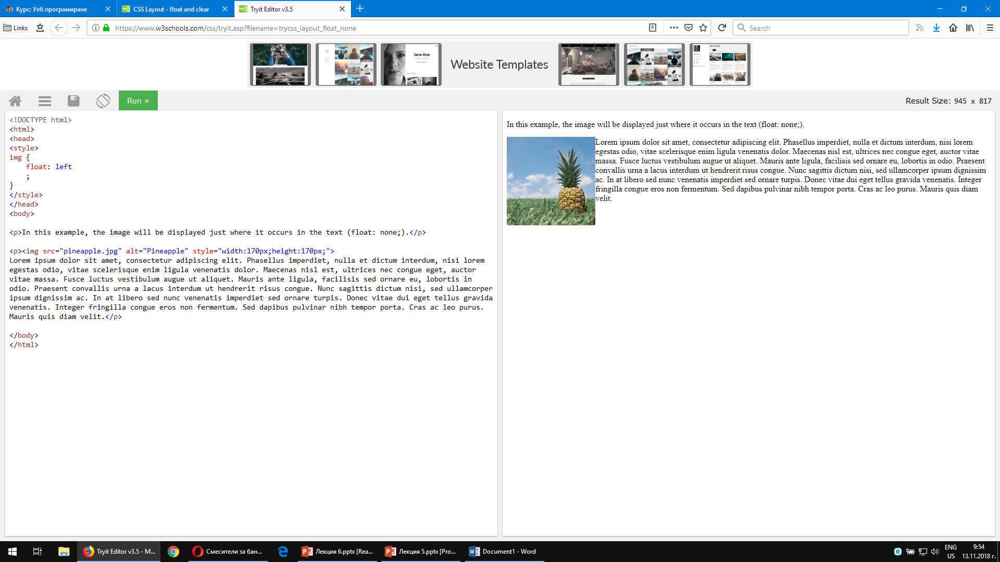 Курс: Уеб програмиране
CSS Layout - float and clear
Tryit Editor v3.5
Links
https://www.w3schools.com/css/tryit.asp?filename=trycss_layout_float_none
Search
Jane Doe
My Portfolio
Website Templates
the
Cafe
My Portfolio
Run »
Result Size: 945 x 817
<!DOCTYPE html>
<html>
<head>
<style>
img {
float: left
;
}
</style>
</head>
<body>
<p>In this example, the image will be displayed just where it occurs in the text (float: none;).</p>
<p><img src="pineapple.jpg" alt="Pineapple" style="width:170px;height:170px;">
Lorem ipsum dolor sit amet, consectetur adipiscing elit. Phasellus imperdiet, nulla et dictum interdum, nisi lorem
egestas odio, vitae scelerisque enim ligula venenatis dolor. Maecenas nisl est, ultrices nec congue eget, auctor
vitae massa. Fusce luctus vestibulum augue ut aliquet. Mauris ante ligula, facilisis sed ornare eu, lobortis in
odio. Praesent convallis urna a lacus interdum ut hendrerit risus congue. Nunc sagittis dictum nisi, sed ullamcorper
ipsum dignissim ac. In at libero sed nunc venenatis imperdiet sed ornare turpis. Donec vitae dui eget tellus gravida
venenatis. Integer fringilla congue eros non fermentum. Sed dapibus pulvinar nibh tempor porta. Cras ac leo purus.
Mauris quis diam velit.</p>
</body>
</html>
In this example, the image will be displayed just where it occurs in the text (float: none;).
Lorem ipsum dolor sit amet, consectetur adipiscing elit. Phasellus imperdiet, nulla et dictum interdum, nisi lorem
egestas odio, vitae scelerisque enim ligula venenatis dolor. Maecenas nisl est, ultrices nec congue eget, auctor vitae
massa. Fusce luctus vestibulum augue ut aliquet. Mauris ante ligula, facilisis sed ornare eu, lobortis in odio. Praesent
convallis urna a lacus interdum ut hendrerit risus congue. Nunc sagittis dictum nisi, sed ullamcorper ipsum dignissim
ac. In at libero sed nunc venenatis imperdiet sed ornare turpis. Donec vitae dui eget tellus gravida venenatis. Integer
fringilla congue eros non fermentum. Sed dapibus pulvinar nibh tempor porta. Cras ac leo purus. Mauris quis diam
velit.
Tryit Editor v3.5 - M...
Смесители за бан...
Лекция 6.pptx [Rea...
Лекция 5.pptx [Pro...
Document1 - Word
ENG
US
9:54
13.11.2018 г.